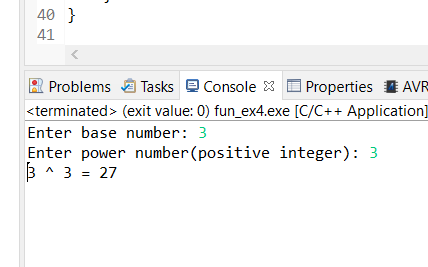 40 }
41
<
Problems Tasks Console Properties AVR
<terminated> (exit value: 0) fun_ex4.exe [C/C++ Application]
Enter base number: 3
Enter power number(positive integer): 3
3 ^ 3 = 27